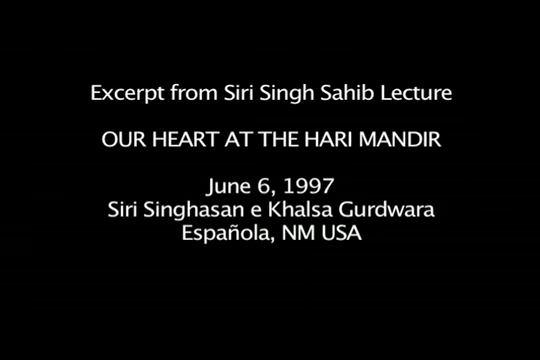 Excerpt from Siri Singh Sahib Lecture
OUR HEART AT THE HARI MANDIR
June 6, 1997
Siri Singhasan e Khalsa Gurdwara
Española, NM USA